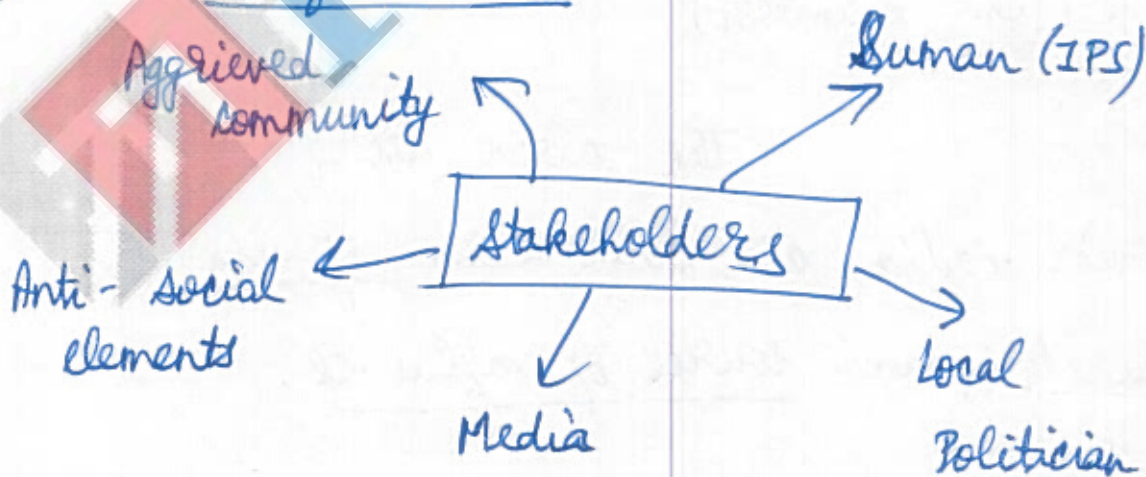 Aggrieved
community
Suman (IPS)
Stakeholders
Anti - social
elements
Media
Local
Politician